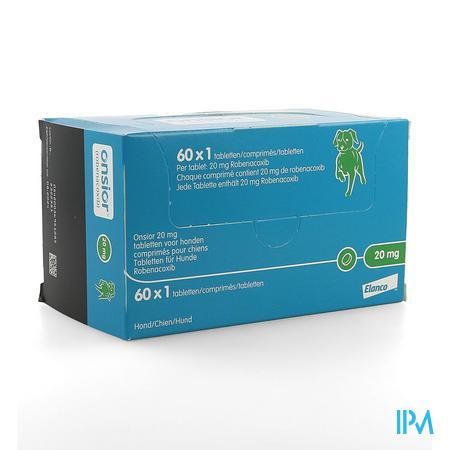 60 x 1 tabletten/comprimés/tabletten
Per tablet: 20 mg Robenacoxib
Chaque comprimé contient 20 mg de robenacoxib
Jede Tablette enthält 20 mg Robenacoxib
onsior®
(robenacoxib)
20 mg
Onsior 20 mg
tabletten voor honden
comprimés pour chiens
Tabletten für Hunde
Robenacoxib
20 mg
60 x 1 tabletten/comprimés/tabletten
Elanco
Hond/Chien/Hund
IPM